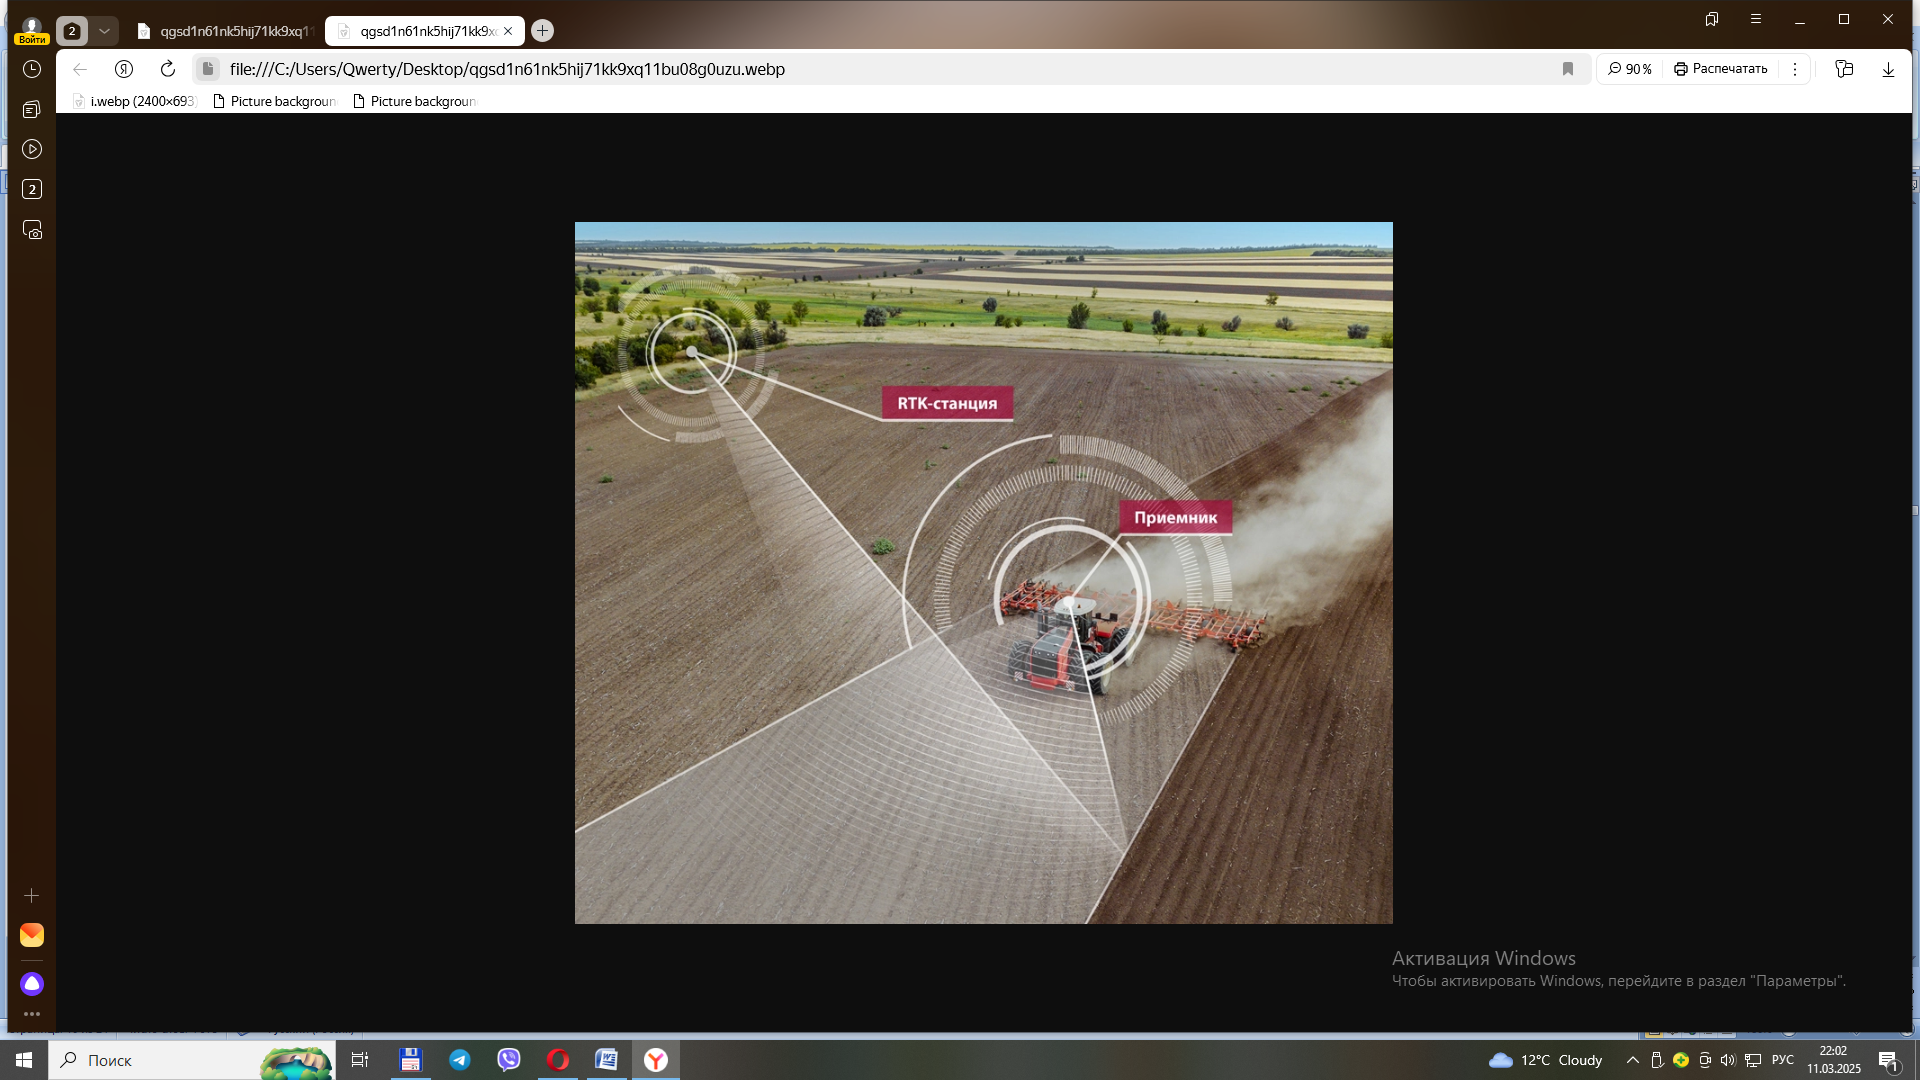 Войти
2
qgsd1n61nk5hij71kk9xq11
qgsd1n61nk5hij71kk9x
file:///C:/Users/Qwerty/Desktop/qgsd1n61nk5hij71kk9xq11bu08g0uzu.webp
90 %
Распечатать
i.webp (2400×693)
Picture backgroun
Picture backgroun
2
RTK-станция
Приемник
Активация Windows
Чтобы активировать Windows, перейдите в раздел "Параметры".
Поиск
12°C Cloudy
РУС
22:02
11.03.2025
1